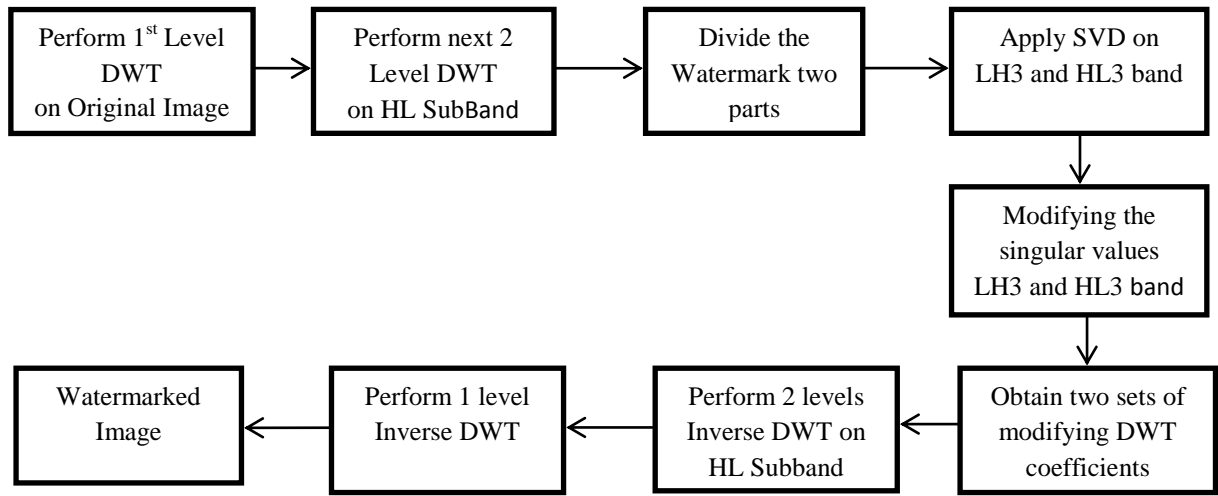 Perform 1st Level
DWT
on Original Image
Perform next 2
Level DWT
on HL SubBand
Divide the
Watermark two
parts
Apply SVD on
LH3 and HL3 band
Modifying the
singular values
LH3 and HL3 band
Obtain two sets of
modifying DWT
coefficients
Perform 2 levels
Inverse DWT on
HL Subband
Perform 1 level
Inverse DWT
Watermarked
Image